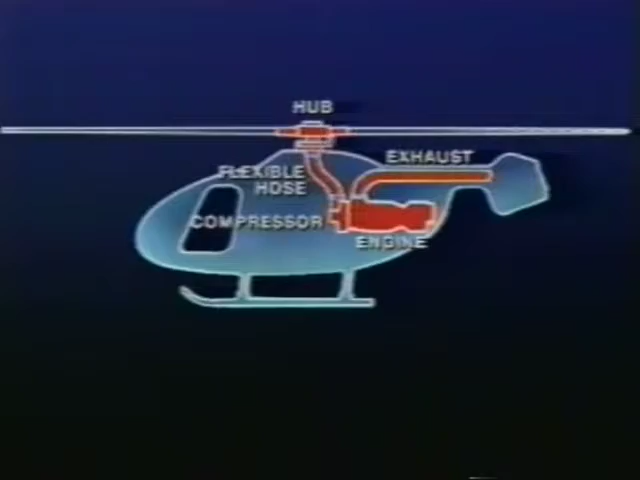 HUB
EXHAUST
FLEXIBLE
HOSE
COMPRESSOR
ENGINE